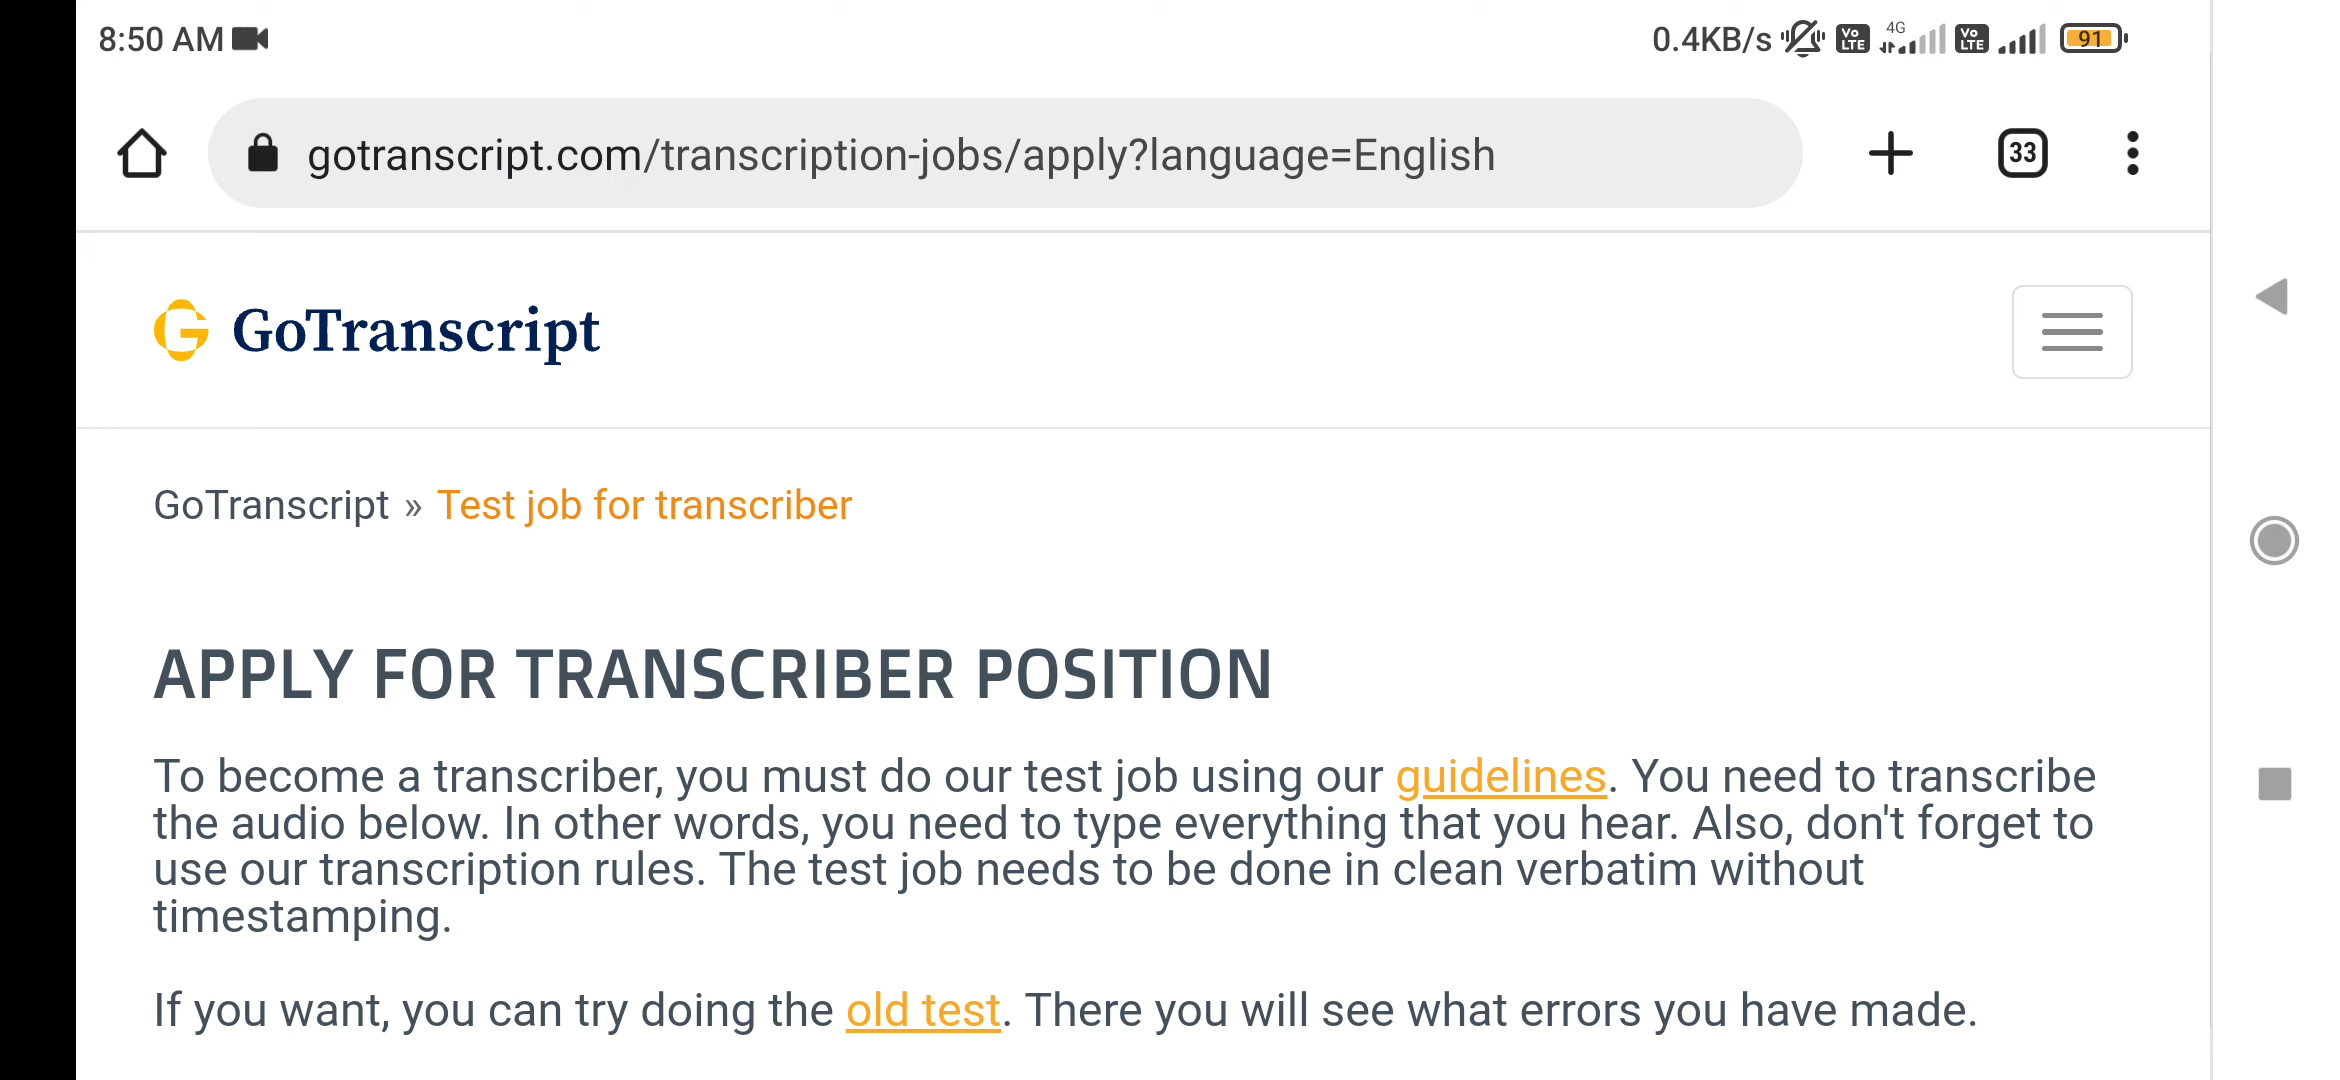 8:50 AM
0.4KB/s
Vo LTE
4G
Vo LTE
91
gotranscript.com/transcription-jobs/apply?language=English
33
GoTranscript
GoTranscript » Test job for transcriber
APPLY FOR TRANSCRIBER POSITION
To become a transcriber, you must do our test job using our guidelines. You need to transcribe
the audio below. In other words, you need to type everything that you hear. Also, don't forget to
use our transcription rules. The test job needs to be done in clean verbatim without
timestamping.
If you want, you can try doing the old test. There you will see what errors you have made.